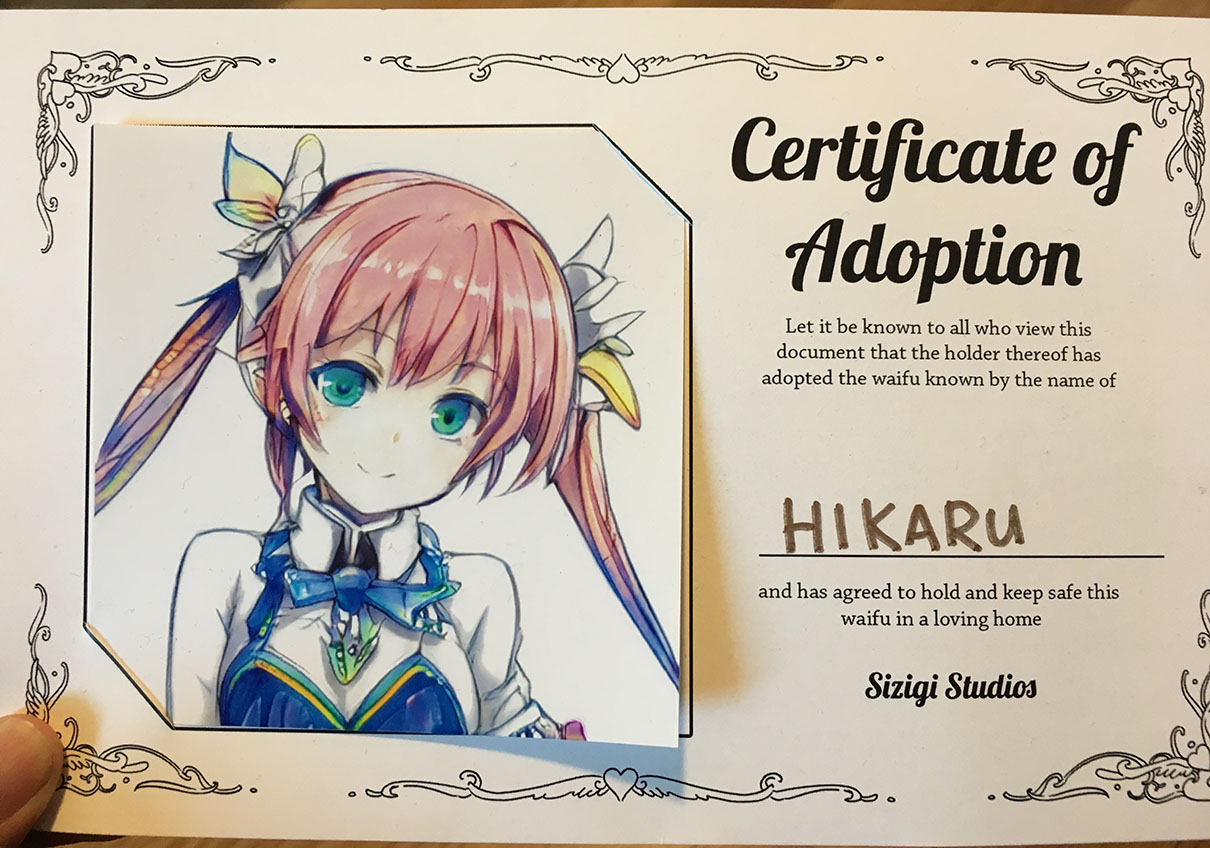 Certificate of
Adoption
Let it be known to all who view this
document that the holder thereof has
adopted the waifu known by the name of
HIKARU
and has agreed to hold and keep safe this
waifu in a loving home
Sizigi Studios